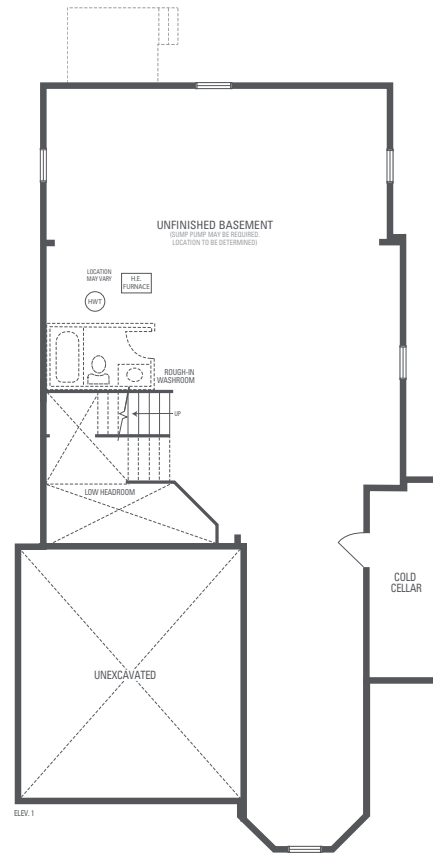 UNFINISHED BASEMENT
(SUMP PUMP MAY BE REQUIRED.
LOCATION TO BE DETERMINED)
LOCATION
MAY VARY
H.E.
FURNACE
HWT
ROUGH-IN
WASHROOM
UP
LOW HEADROOM
COLD
CELLAR
UNEXCAVATED
ELEV. 1